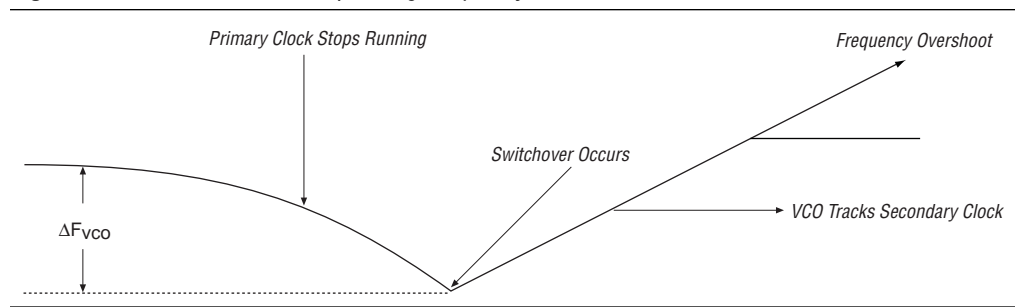 Primary Clock Stops Running
Frequency Overshoot
Switchover Occurs
VCO Tracks Secondary Clock
ΔFVCO